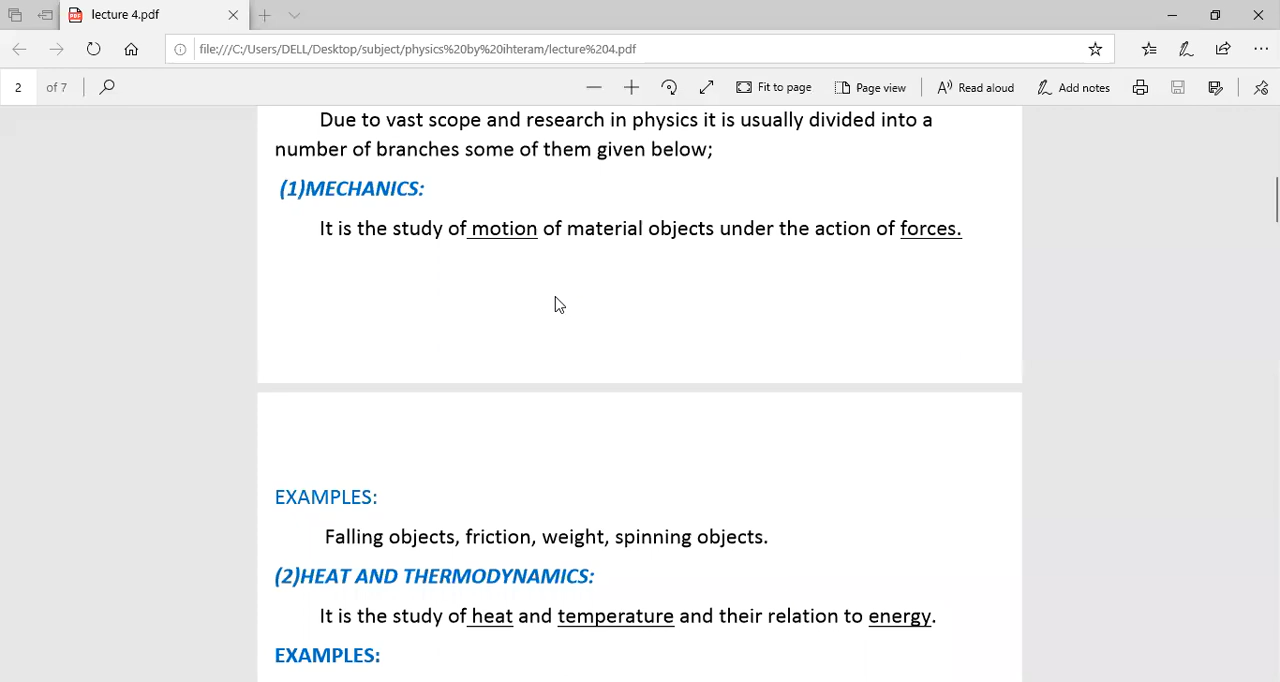 lecture 4.pdf
file:///C:/Users/DELL/Desktop/subject/physics%20by%20ihteram/lecture%204.pdf
2 of 7 Fit to page Page view Read aloud Add notes
Due to vast scope and research in physics it is usually divided into a
number of branches some of them given below;
(1)MECHANICS:
It is the study of motion of material objects under the action of forces.
EXAMPLES:
Falling objects, friction, weight, spinning objects.
(2)HEAT AND THERMODYNAMICS:
It is the study of heat and temperature and their relation to energy.
EXAMPLES: